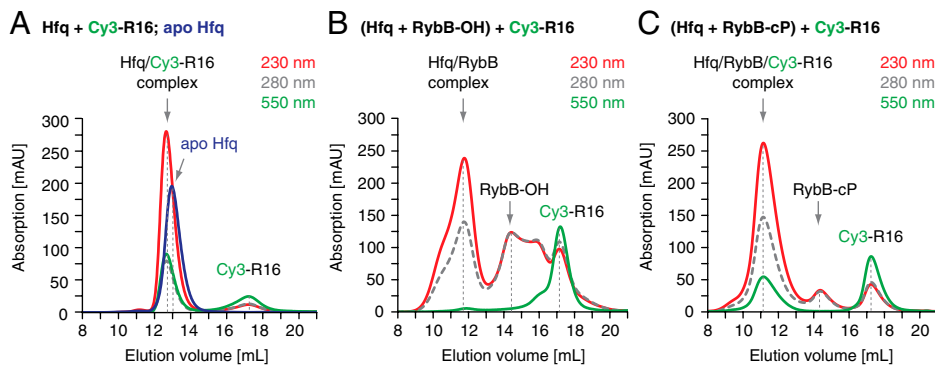 A
Hfq + Cy3-R16; apo Hfq
Hfq/Cy3-R16
complex
230 nm
280 nm
550 nm
apo Hfq
Cy3-R16
Absorption [mAU]
300
250
200
150
100
50
0
8 10 12 14 16 18 20
Elution volume [mL]
B
(Hfq + RybB-OH) + Cy3-R16
Hfq/RybB
complex
230 nm
280 nm
550 nm
RybB-OH
Cy3-R16
Absorption [mAU]
300
250
200
150
100
50
0
8 10 12 14 16 18 20
Elution volume [mL]
C
(Hfq + RybB-cP) + Cy3-R16
Hfq/RybB/Cy3-R16
complex
230 nm
280 nm
550 nm
RybB-cP
Cy3-R16
Absorption [mAU]
300
250
200
150
100
50
0
8 10 12 14 16 18 20
Elution volume [mL]